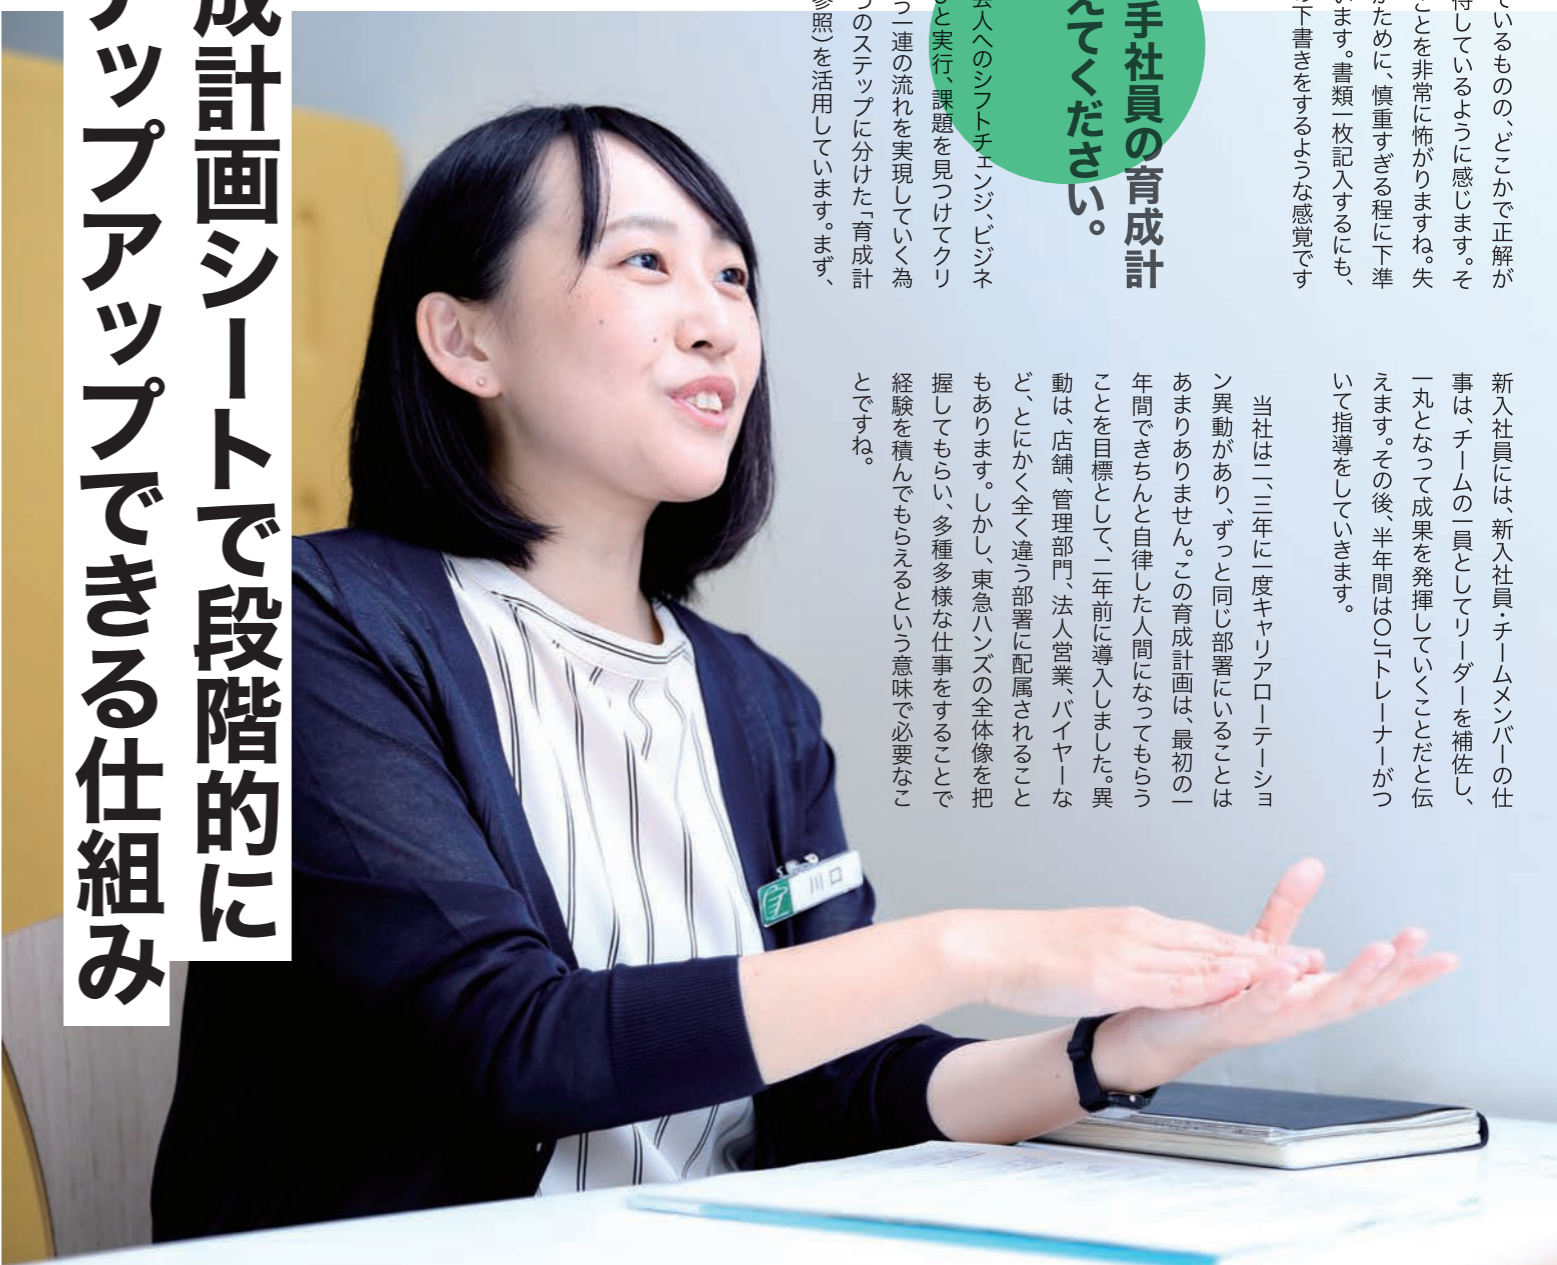 ているものの、どこかで正解が
待しているように感じます。そ
ことを非常に怖がりますね。失
がために、慎重すぎる程に下準
います。書類一枚記入するにも、
の下書きをするような感覚です
手社員の育成計
えてください。
会人へのシフトチェンジ、ビジネ
びと実行、課題を見つけてクリ
う一連の流れを実現していく為
つのステップに分けた「育成計
参照）を活用しています。まず、
新入社員には、新入社員・チームメンバーの仕
事は、チームの一員としてリーダーを補佐し、
一丸となって成果を発揮していくことだと伝
えます。その後、半年間はOJTトレーナーがつ
いて指導をしていきます。
当社は二、三年に一度キャリアローテーショ
ン異動があり、ずっと同じ部署にいることは
あまりありません。この育成計画は、最初の一
年間できちんと自律した人間になってもらう
ことを目標として、二年前に導入しました。異
動は、店舗、管理部門、法人営業、バイヤーな
ど、とにかく全く違う部署に配属されること
もあります。しかし、東急ハンズの全体像を把
握してもらい、多種多様な仕事をすることで
経験を積んでもらえるという意味で必要なこ
とですね。
成計画シートで段階的に
テップアップできる仕組み
川口